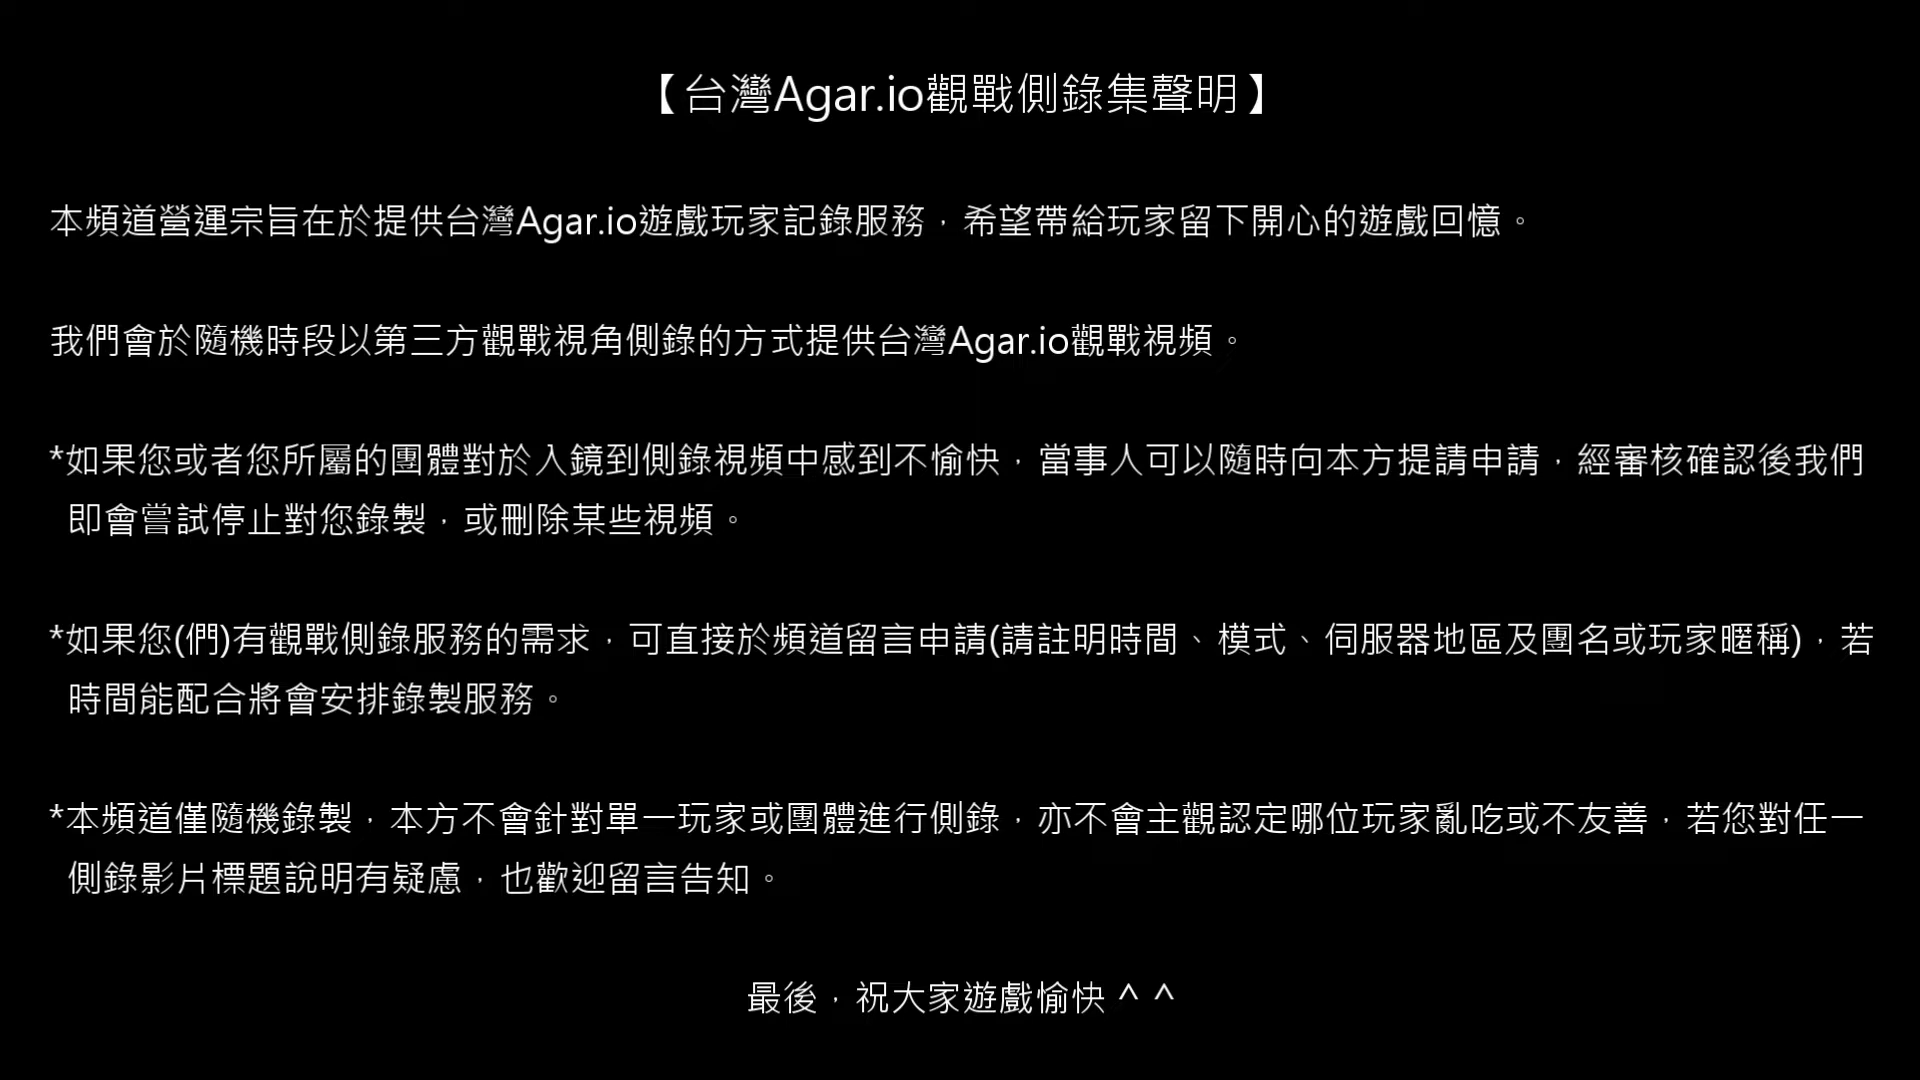 【台灣Agar.io觀戰側錄集聲明】
本頻道營運宗旨在於提供台灣Agar.io遊戲玩家記錄服務，希望帶給玩家留下開心的遊戲回憶。
我們會於隨機時段以第三方觀戰視角側錄的方式提供台灣Agar.io觀戰視頻。
*如果您或者您所屬的團體對於入鏡到側錄視頻中感到不愉快，當事人可以隨時向本方提請申請，經審核確認後我們
即會嘗試停止對您錄製，或刪除某些視頻。
*如果您(們)有觀戰側錄服務的需求，可直接於頻道留言申請(請註明時間、模式、伺服器地區及團名或玩家暱稱)，若
時間能配合將會安排錄製服務。
*本頻道僅隨機錄製，本方不會針對單一玩家或團體進行側錄，亦不會主觀認定哪位玩家亂吃或不友善，若您對任一
側錄影片標題說明有疑慮，也歡迎留言告知。
最後，祝大家遊戲愉快 ^ ^